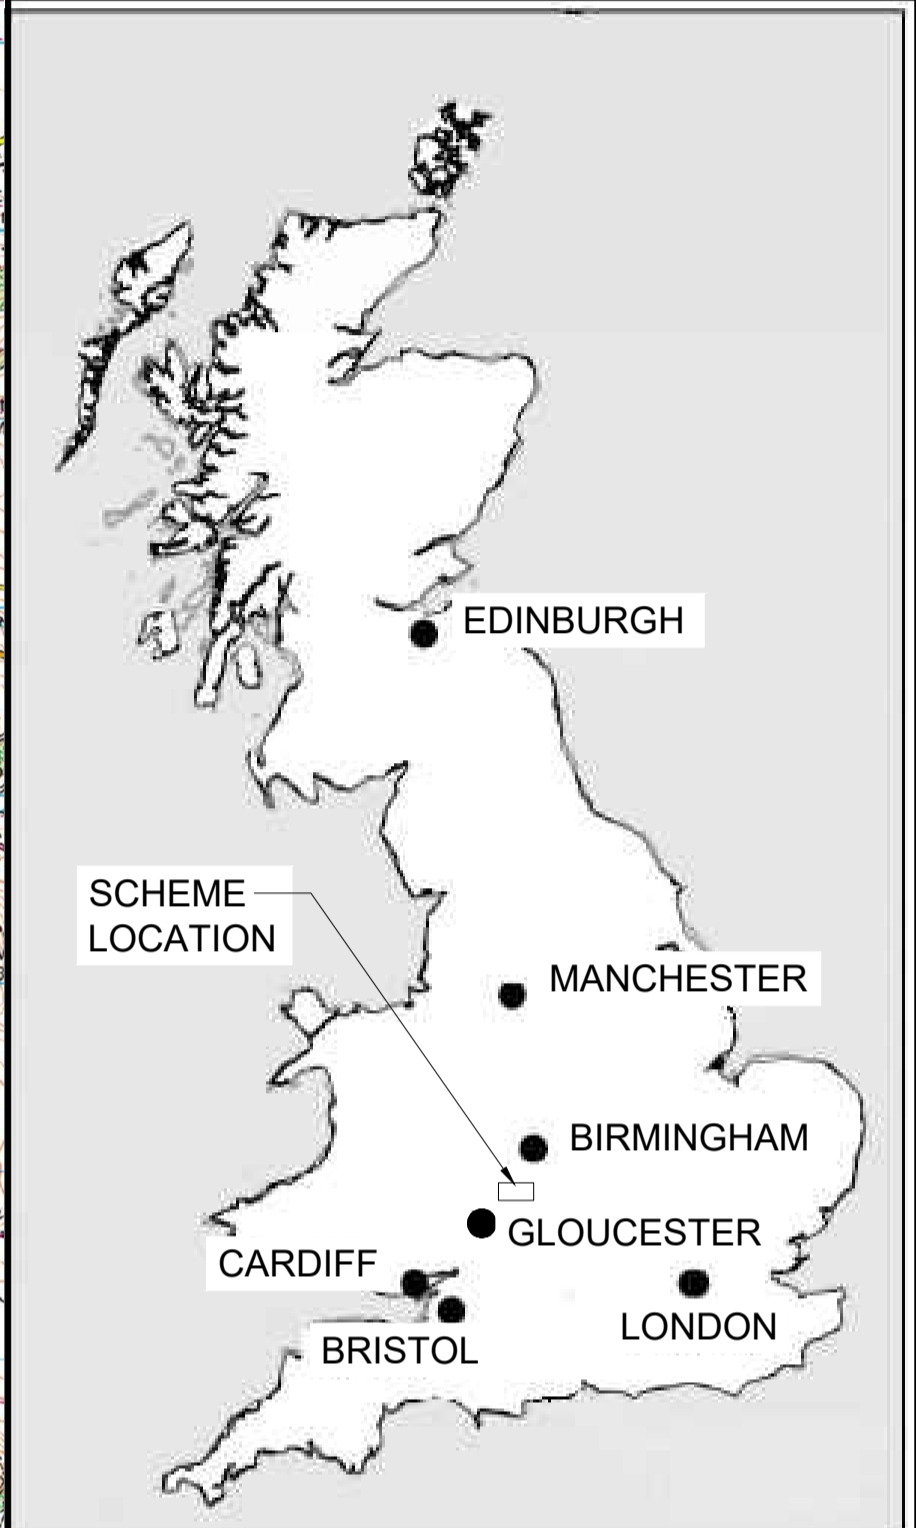 EDINBURGH
SCHEME
LOCATION
MANCHESTER
BIRMINGHAM
GLOUCESTER
CARDIFF
LONDON
BRISTOL